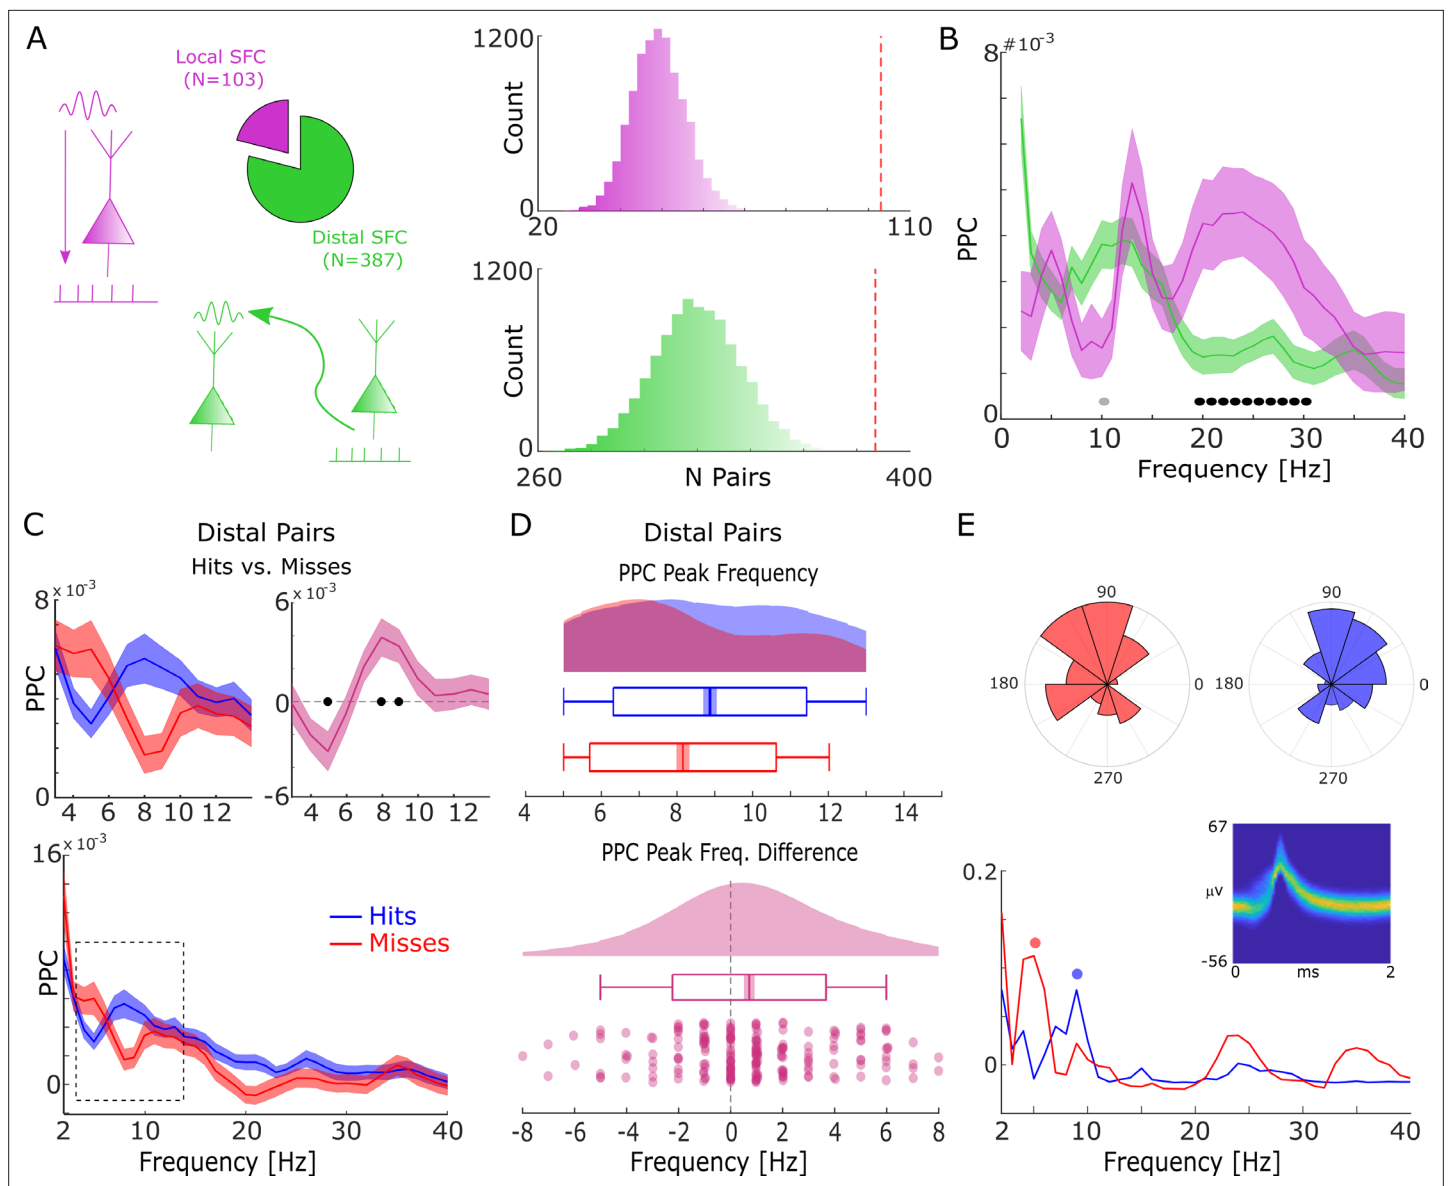 A
Local SFC
(N=103)
Distal SFC
(N=387)
1200
Count
0
20
110
1200
Count
0
260
N Pairs
400
B
8
#10⁻³
PPC
0
0
10
20
30
40
Frequency [Hz]
C
Distal Pairs
Hits vs. Misses
8
×10⁻³
PPC
0
4
6
8
10
12
6
×10⁻³
0
-6
4
6
8
10
12
16
×10⁻³
PPC
0
2
10
20
30
40
Frequency [Hz]
Hits
Misses
D
Distal Pairs
PPC Peak Frequency
4
6
8
10
12
14
PPC Peak Freq. Difference
-8
-6
-4
-2
0
2
4
6
8
Frequency [Hz]
E
90
180
0
270
90
180
0
270
67
μv
-56
0
ms
2
0.2
0
2
10
20
30
40
Frequency [Hz]